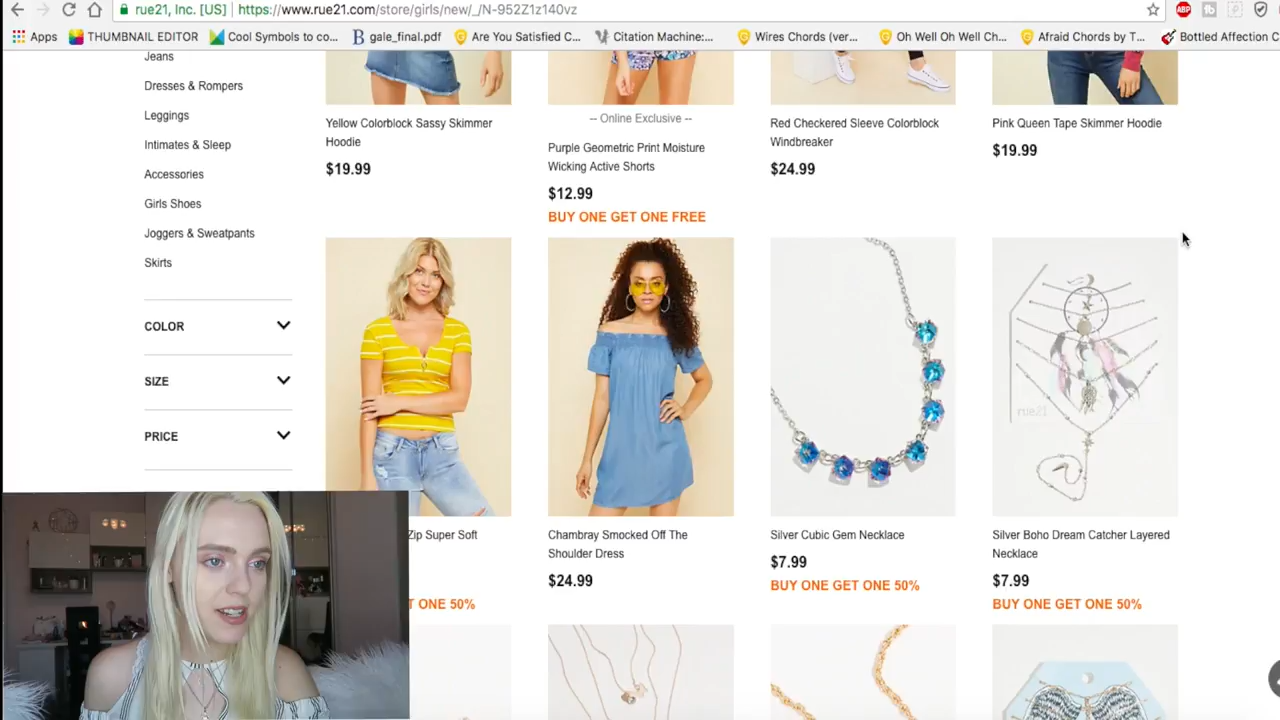 rue21, Inc. [US]
https://www.rue21.com/store/girls/new/_/N-952Z1z140vz
ABP
Apps
THUMBNAIL EDITOR
Cool Symbols to co...
gale_final.pdf
Are You Satisfied C...
Citation Machine:...
Wires Chords (ver...
Oh Well Oh Well Ch...
Afraid Chords by T...
Bottled Affection C
Jeans
Dresses & Rompers
Leggings
Intimates & Sleep
Accessories
Girls Shoes
Joggers & Sweatpants
Skirts
COLOR
SIZE
PRICE
Yellow Colorblock Sassy Skimmer
Hoodie
$19.99
-- Online Exclusive --
Purple Geometric Print Moisture
Wicking Active Shorts
$12.99
BUY ONE GET ONE FREE
Red Checkered Sleeve Colorblock
Windbreaker
$24.99
Pink Queen Tape Skimmer Hoodie
$19.99
rue21
Zip Super Soft
T ONE 50%
Chambray Smocked Off The
Shoulder Dress
$24.99
Silver Cubic Gem Necklace
$7.99
BUY ONE GET ONE 50%
Silver Boho Dream Catcher Layered
Necklace
$7.99
BUY ONE GET ONE 50%